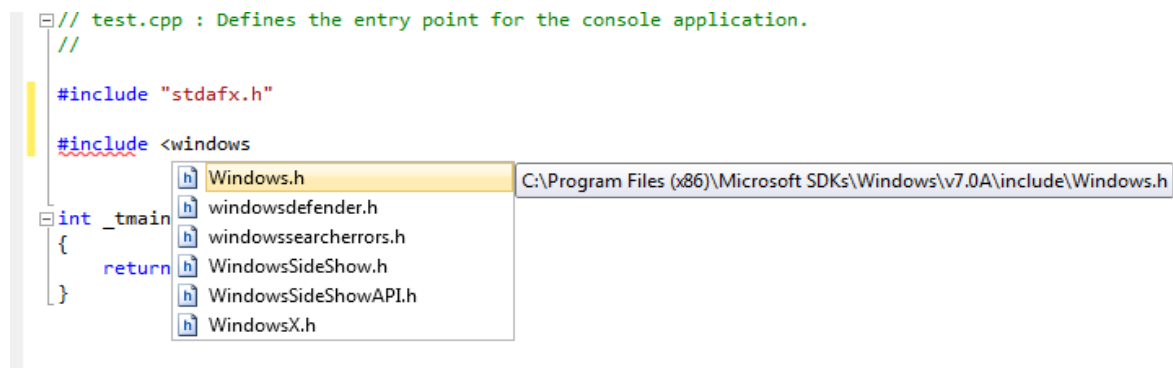 // test.cpp : Defines the entry point for the console application.
//
#include "stdafx.h"
#include <windows
Windows.h C:\Program Files (x86)\Microsoft SDKs\Windows\v7.0A\include\Windows.h
windowsdefender.h
int _tmain
windowssearcherrors.h
{
return
WindowsSideShow.h
}
WindowsSideShowAPI.h
WindowsX.h